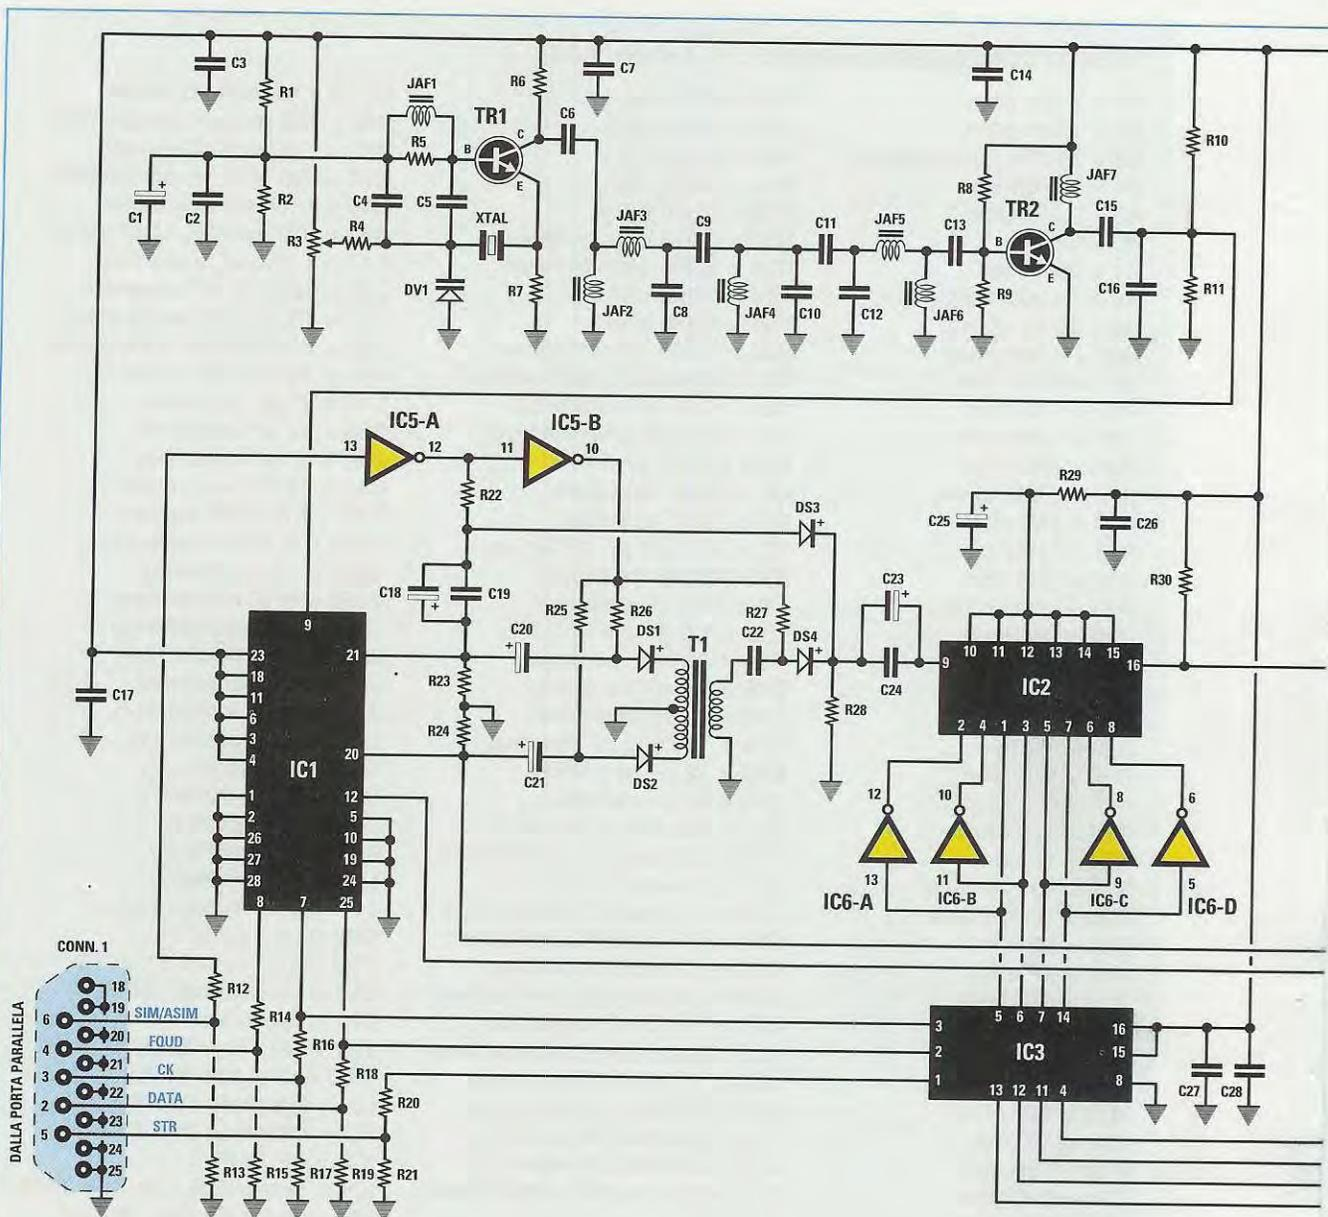 C3
R1
JAF1
R6
C7
C14
TR1
C
C6
R5
B
E
R10
R8
JAF7
C1
+
C2
R2
C4
C5
R3
R4
XTAL
JAF3
C9
C11
JAF5
C13
TR2
B
C
E
C15
DV1
R7
JAF2
C8
JAF4
C10
C12
JAF6
R9
C16
R11
IC5-A
IC5-B
13
12
11
10
R22
R29
C25
+
C26
DS3
+
R30
C18
+
C19
R25
R26
R27
C23
+
9
C20
+
DS1
+
T1
C22
DS4
+
C24
10 11 12 13 14 15
9
16
IC2
23
18
11
6
3
4
21
C17
R23
R24
R28
2 4 1 3 5 7 6 8
IC1
20
C21
+
DS2
+
1
2
26
27
28
12
5
10
19
24
8 7 25
12
10
8
6
13
11
9
5
IC6-A
IC6-B
IC6-C
IC6-D
CONN. 1
DALLA PORTA PARALLELA
18
19
6
SIM/ASIM
20
4
FQUD
21
3
CK
22
2
DATA
23
5
STR
24
25
R12
R14
R16
R18
R20
R13
R15
R17
R19
R21
5 6 7 14
3
2
1
IC3
16
15
8
13 12 11 4
C27
C28